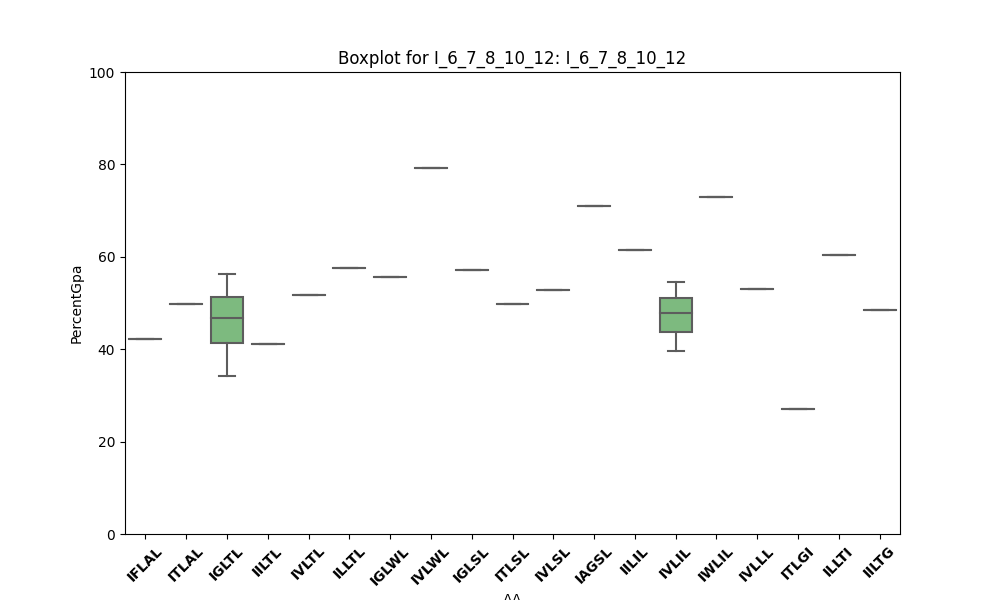 Boxplot for I_6_7_8_10_12: I_6_7_8_10_12
100
80
60
40
20
0
PercentGpa
IFLAL ITLAL IGLTL IILTL IVLTL ILLTL IGLWL IVLWL IGLSL ITLSL IVLSL IAGSL IILIL IVLIL IWLIL IVLLL ITLGI ILLTI IILTG